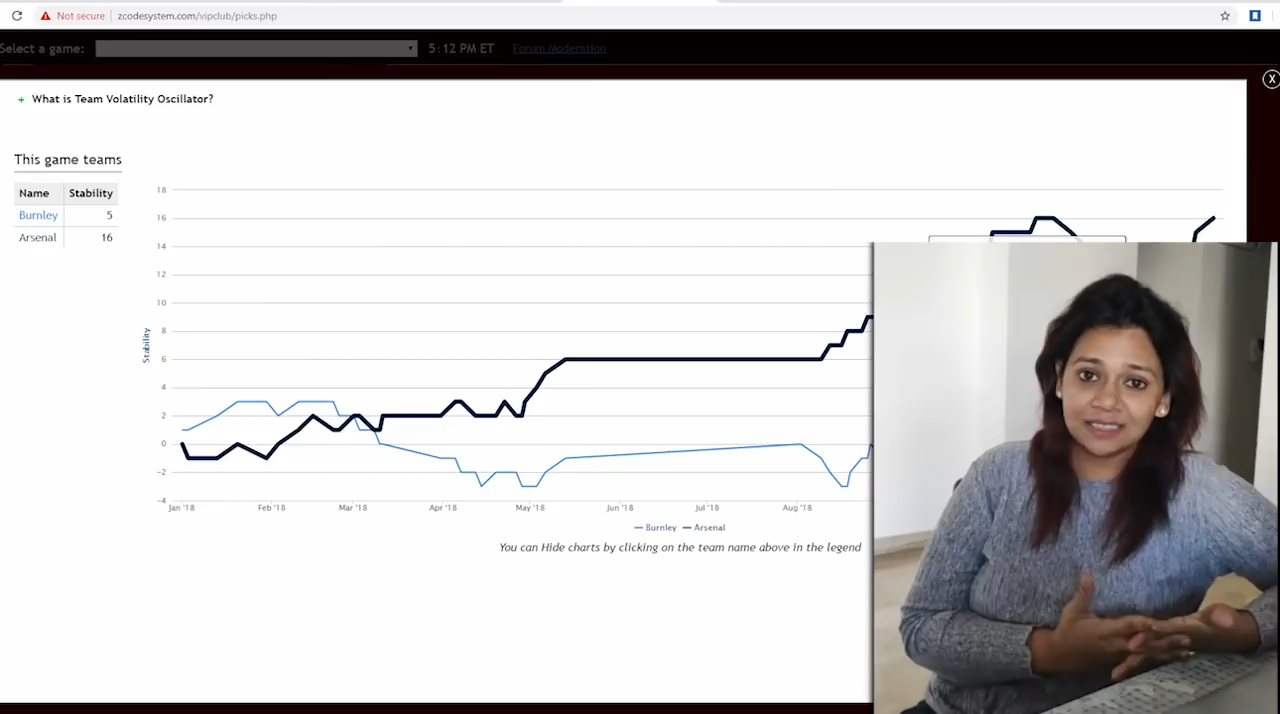 Not secure zcodesystem.com/vipclub/picks.php
Select a game: 5:12 PM ET Forum Moderation
X
+ What is Team Volatility Oscillator?
This game teams
Name Stability
Burnley 5
Arsenal 16
18
16
14
12
10
8
6
4
2
0
-2
-4
Stability
Jan '18 Feb '18 Mar '18 Apr '18 May '18 Jun '18 Jul '18 Aug '18
Burnley Arsenal
You can Hide charts by clicking on the team name above in the legend